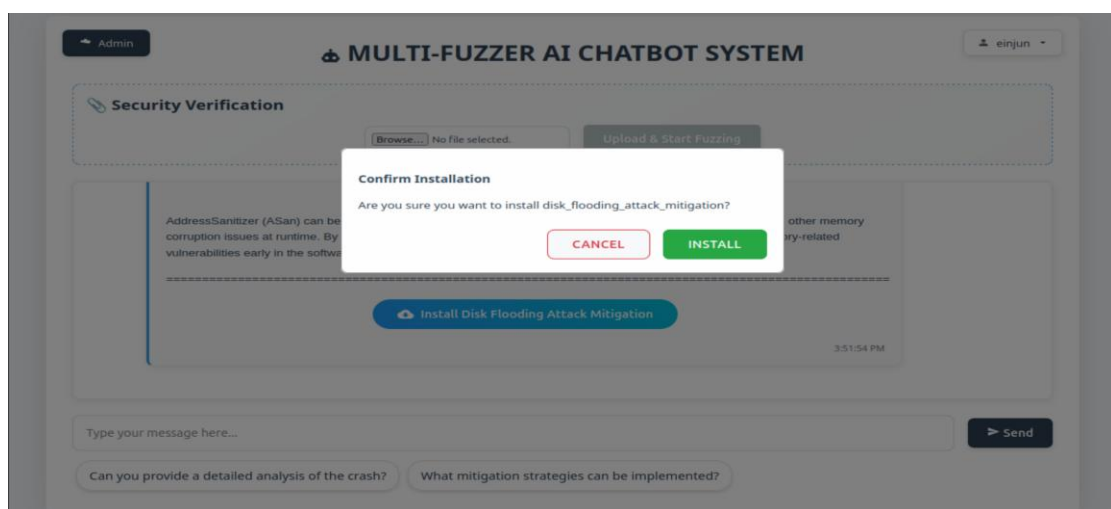 Admin
MULTI-FUZZER AI CHATBOT SYSTEM
einjun
Security Verification
Browse... No file selected.
Upload & Start Fuzzing
Confirm Installation
Are you sure you want to install disk_flooding_attack_mitigation?
CANCEL
INSTALL
AddressSanitizer (ASan) can be
other memory
corruption issues at runtime. By
ory-related
vulnerabilities early in the softwa
==========================================================================================
Install Disk Flooding Attack Mitigation
3:51:54 PM
Type your message here...
Send
Can you provide a detailed analysis of the crash?
What mitigation strategies can be implemented?